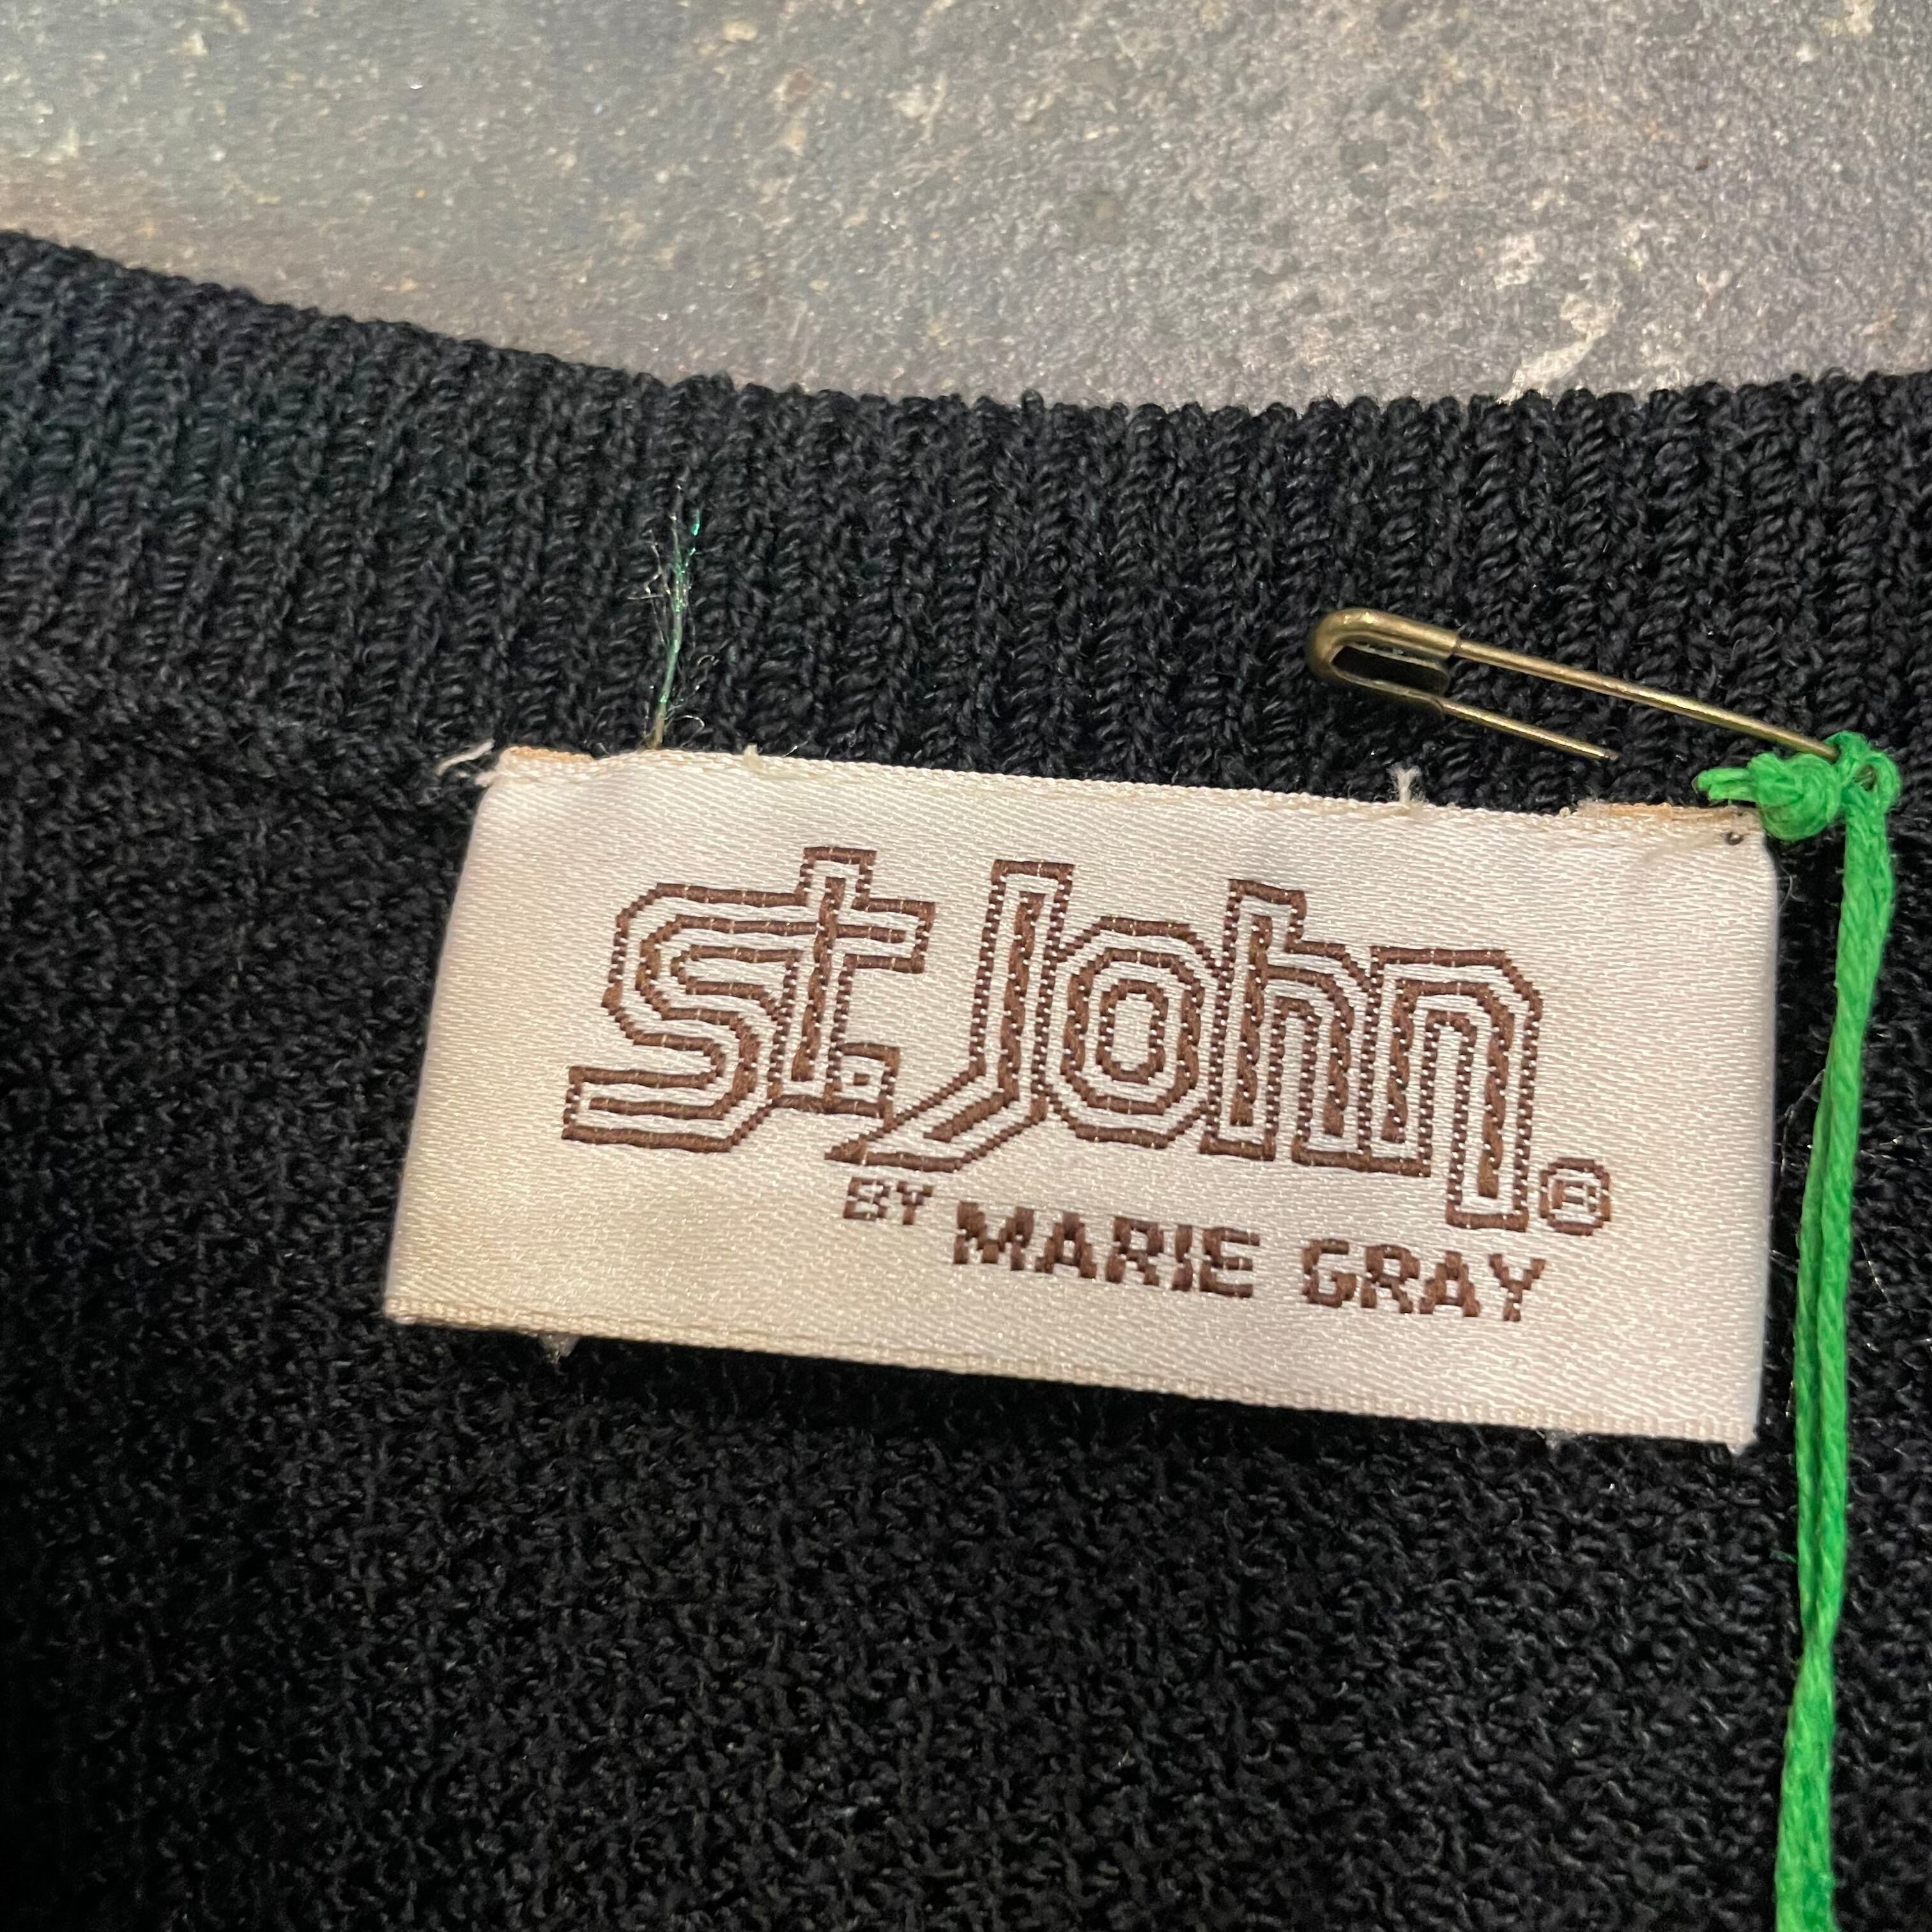 St. John ®
BY MARIE GRAY